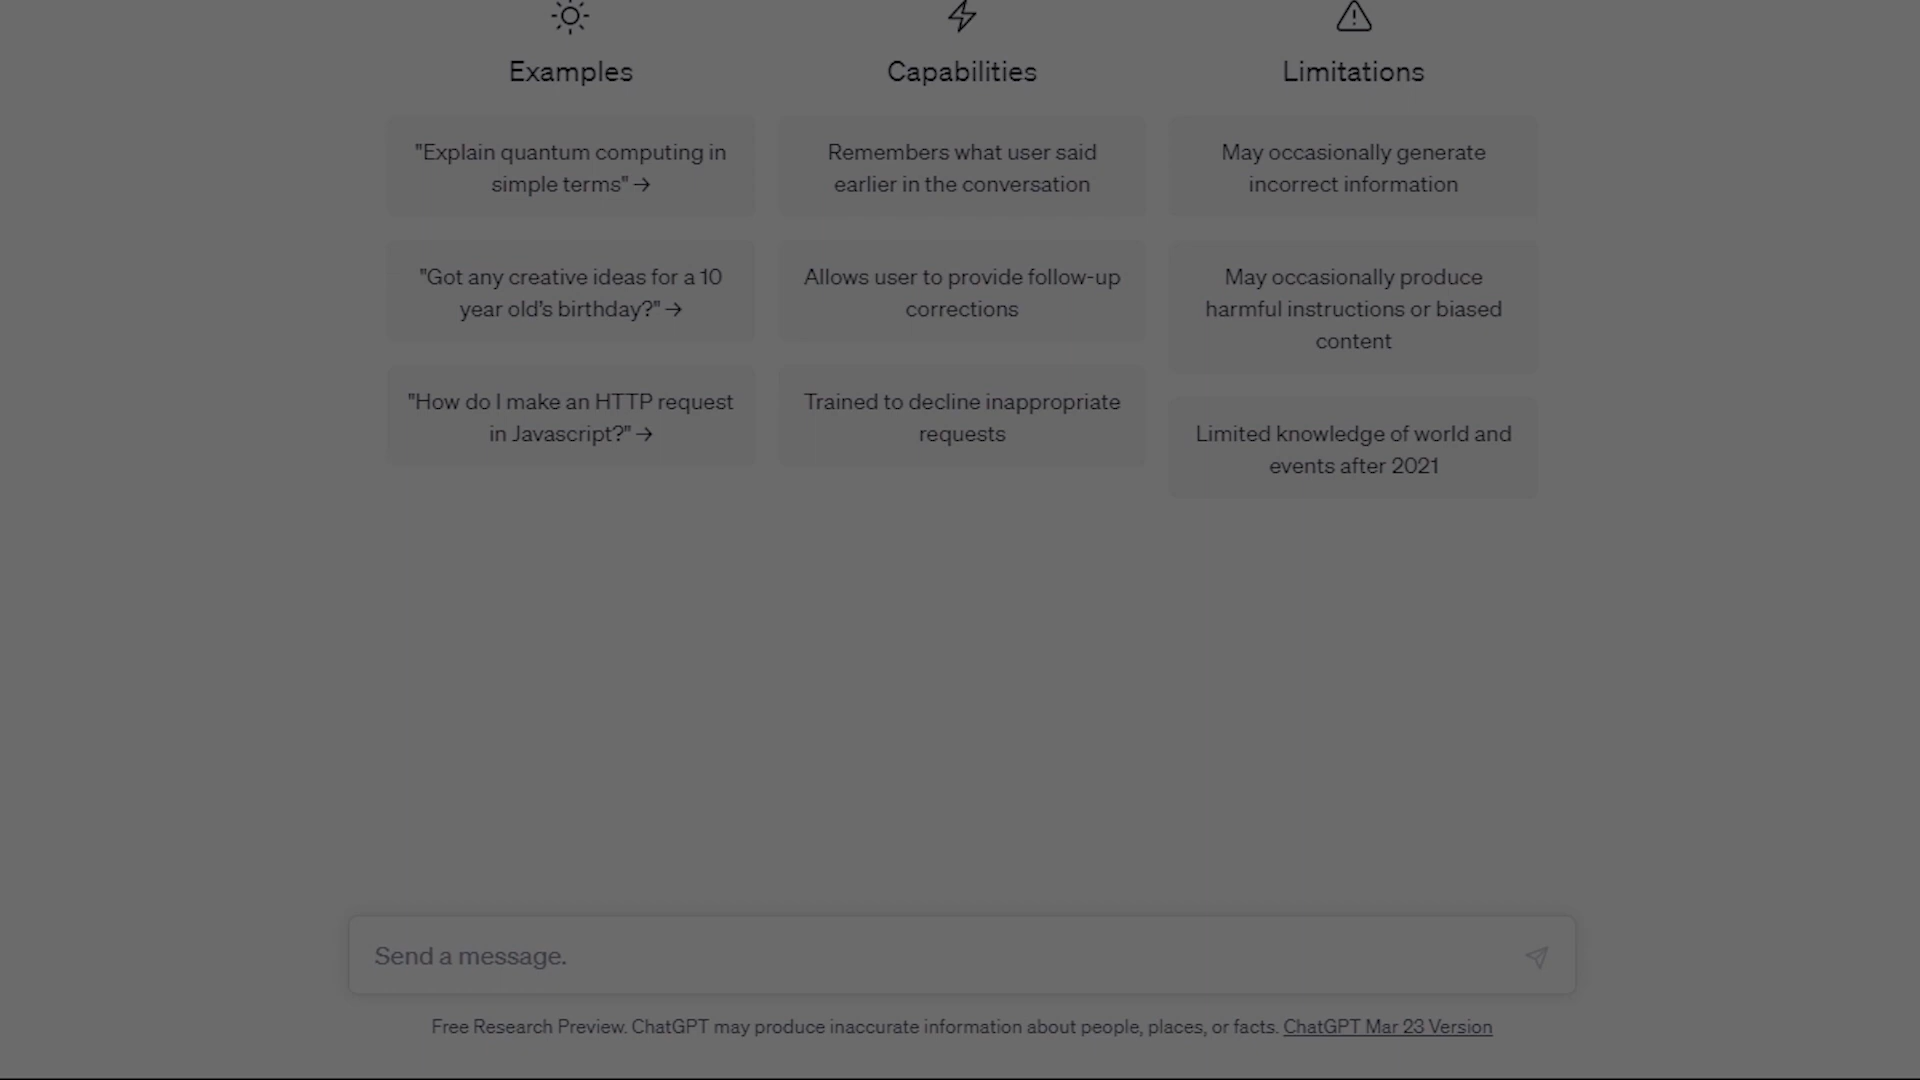 Examples
"Explain quantum computing in
simple terms" →
"Got any creative ideas for a 10
year old's birthday?" →
"How do I make an HTTP request
in Javascript?" →
Capabilities
Remembers what user said
earlier in the conversation
Allows user to provide follow-up
corrections
Trained to decline inappropriate
requests
Limitations
May occasionally generate
incorrect information
May occasionally produce
harmful instructions or biased
content
Limited knowledge of world and
events after 2021
Send a message.
Free Research Preview. ChatGPT may produce inaccurate information about people, places, or facts. ChatGPT Mar 23 Version